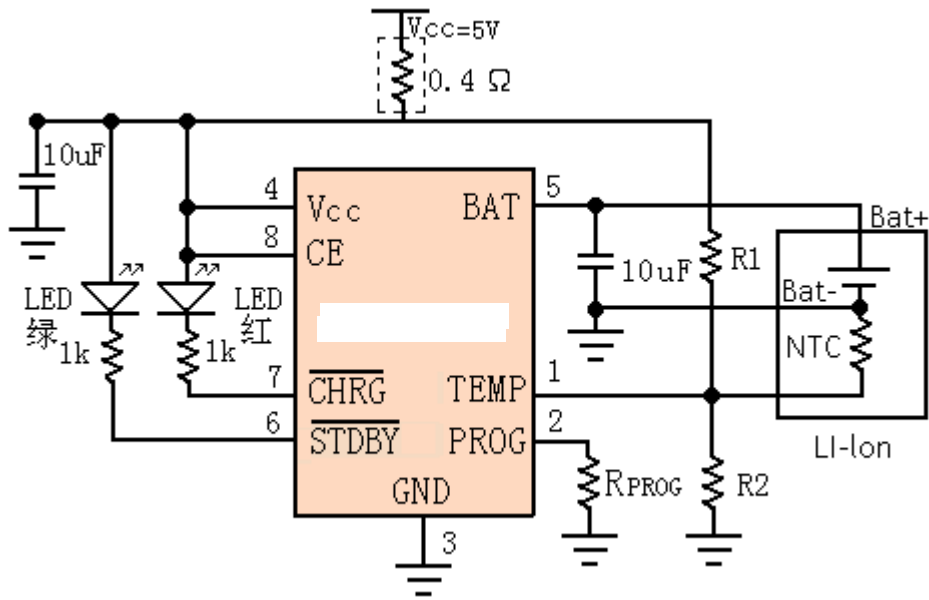 Vcc=5V
0.4 Ω
10uF
4
Vcc
BAT
5
Bat+
8
CE
10uF
R1
Bat-
LED
绿
LED
红
1k
1k
NTC
7
CHRG
TEMP
1
6
STDBY
PROG
2
LI-lon
GND
RPROG
R2
3